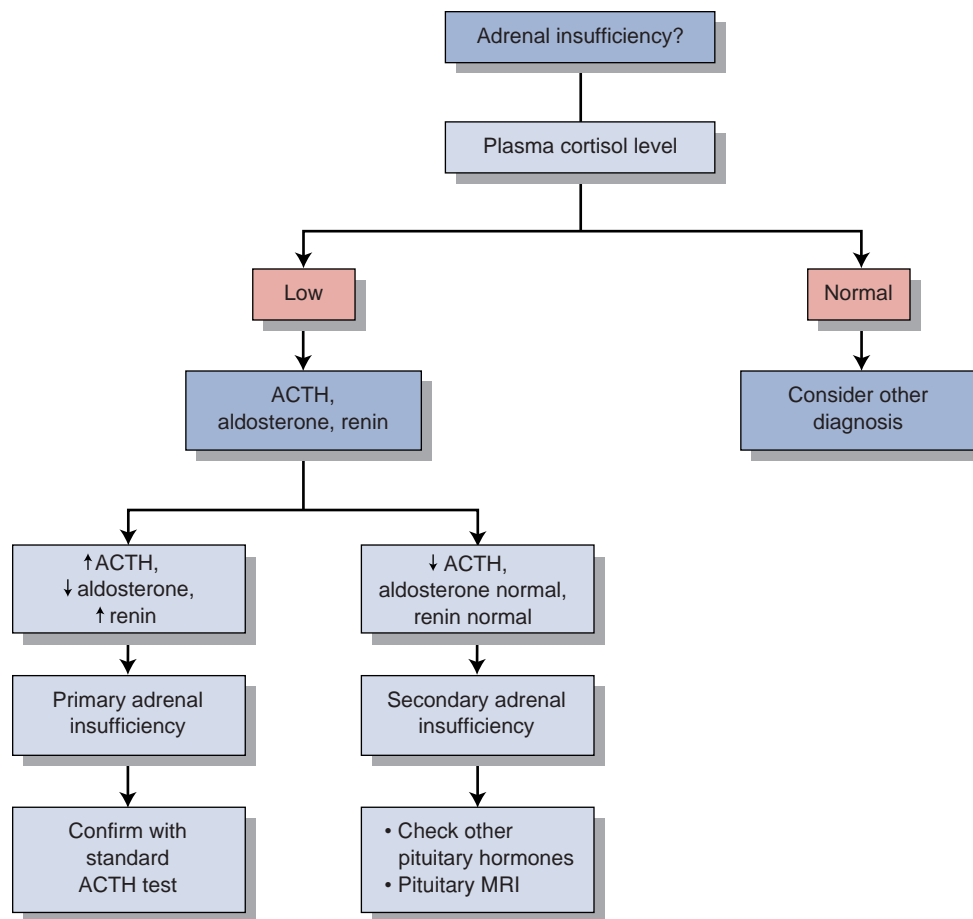 Adrenal insufficiency?
Plasma cortisol level
Low
Normal
ACTH,
aldosterone, renin
Consider other
diagnosis
↑ACTH,
↓ aldosterone,
↑ renin
↓ ACTH,
aldosterone normal,
renin normal
Primary adrenal
insufficiency
Secondary adrenal
insufficiency
Confirm with
standard
ACTH test
• Check other
pituitary hormones
• Pituitary MRI